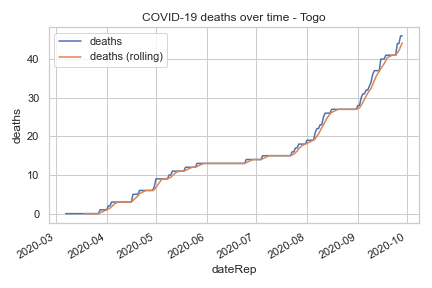 COVID-19 deaths over time - Togo
deaths
deaths (rolling)
deaths
40
30
20
10
0
2020-03
2020-04
2020-05
2020-06
2020-07
2020-08
2020-09
2020-10
dateRep